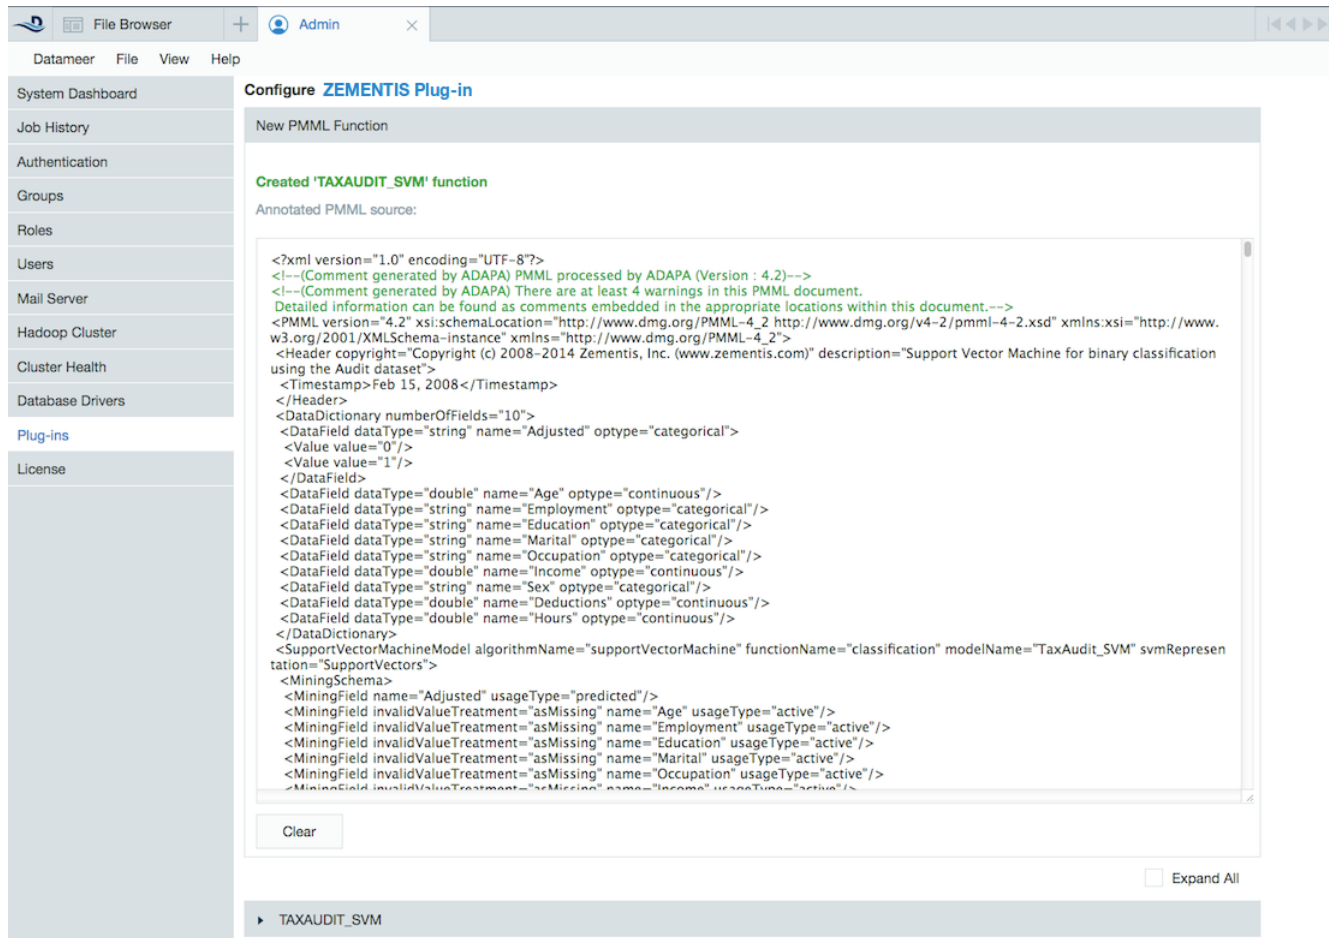 File Browser
Admin
Datameer File View Help
System Dashboard
Job History
Authentication
Groups
Roles
Users
Mail Server
Hadoop Cluster
Cluster Health
Database Drivers
Plug-ins
License
Configure ZEMENTIS Plug-in
New PMML Function
Created 'TAXAUDIT_SVM' function
Annotated PMML source:
<?xml version="1.0" encoding="UTF-8"?>
<!--(Comment generated by ADAPA) PMML processed by ADAPA (Version : 4.2)-->
<!--(Comment generated by ADAPA) There are at least 4 warnings in this PMML document.
Detailed information can be found as comments embedded in the appropriate locations within this document.-->
<PMML version="4.2" xsi:schemaLocation="http://www.dmg.org/PMML-4_2 http://www.dmg.org/v4-2/pmml-4-2.xsd" xmlns:xsi="http://www.
w3.org/2001/XMLSchema-instance" xmlns="http://www.dmg.org/PMML-4_2">
<Header copyright="Copyright (c) 2008-2014 Zementis, Inc. (www.zementis.com)" description="Support Vector Machine for binary classification
using the Audit dataset">
<Timestamp>Feb 15, 2008</Timestamp>
</Header>
<DataDictionary numberOfFields="10">
<DataField dataType="string" name="Adjusted" optype="categorical">
<Value value="0"/>
<Value value="1"/>
</DataField>
<DataField dataType="double" name="Age" optype="continuous"/>
<DataField dataType="string" name="Employment" optype="categorical"/>
<DataField dataType="string" name="Education" optype="categorical"/>
<DataField dataType="string" name="Marital" optype="categorical"/>
<DataField dataType="string" name="Occupation" optype="categorical"/>
<DataField dataType="double" name="Income" optype="continuous"/>
<DataField dataType="string" name="Sex" optype="categorical"/>
<DataField dataType="double" name="Deductions" optype="continuous"/>
<DataField dataType="double" name="Hours" optype="continuous"/>
</DataDictionary>
<SupportVectorMachineModel algorithmName="supportVectorMachine" functionName="classification" modelName="TaxAudit_SVM" svmRepresen
tation="SupportVectors">
<MiningSchema>
<MiningField name="Adjusted" usageType="predicted"/>
<MiningField invalidValueTreatment="asMissing" name="Age" usageType="active"/>
<MiningField invalidValueTreatment="asMissing" name="Employment" usageType="active"/>
<MiningField invalidValueTreatment="asMissing" name="Education" usageType="active"/>
<MiningField invalidValueTreatment="asMissing" name="Marital" usageType="active"/>
<MiningField invalidValueTreatment="asMissing" name="Occupation" usageType="active"/>
<MiningField invalidValueTreatment="asMissing" name="Income" usageType="active"/>
Clear
Expand All
TAXAUDIT_SVM